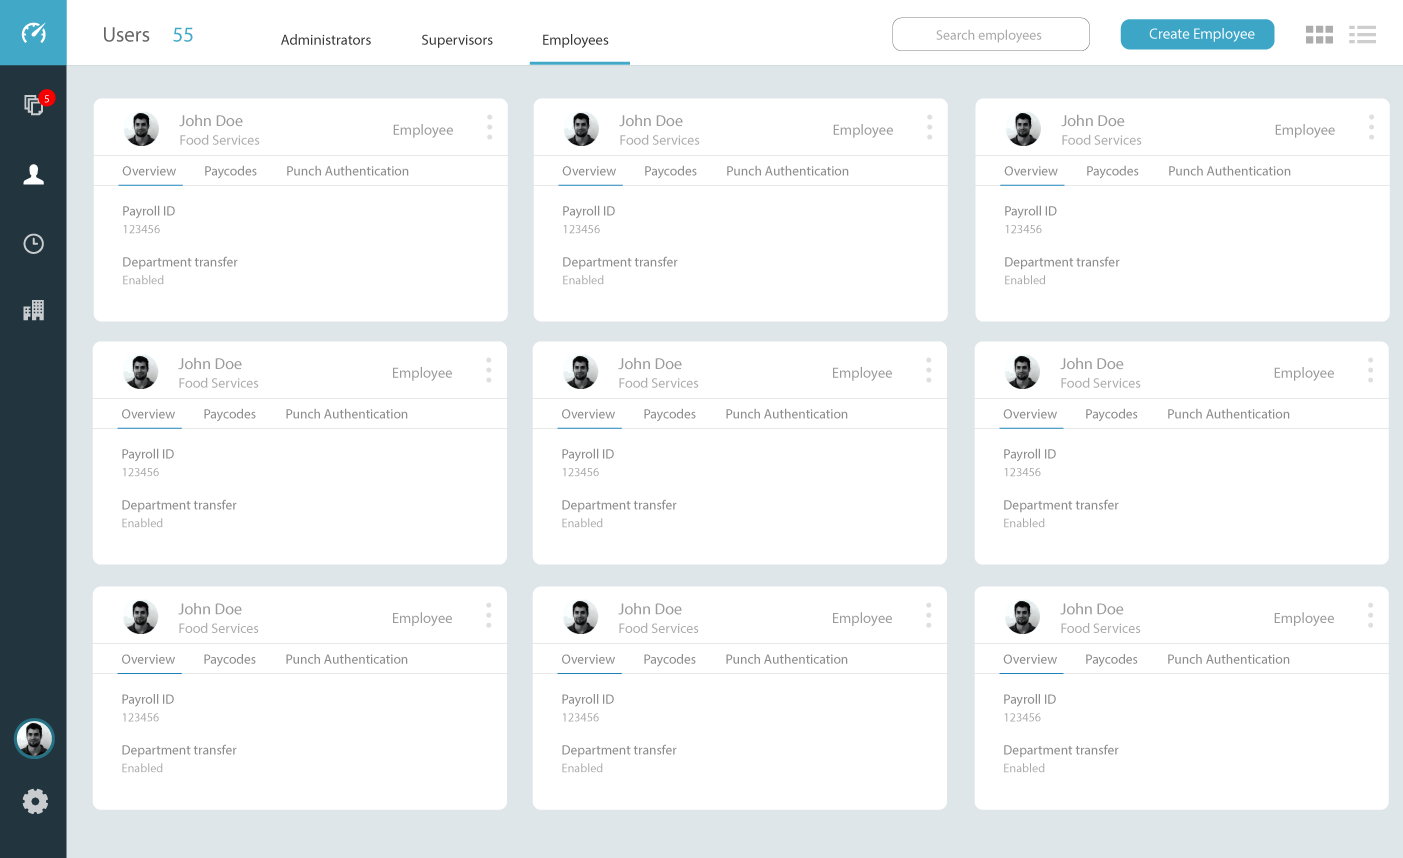 Users 55 Administrators Supervisors Employees Search employees Create Employee
5
John Doe
Food Services
Employee
Overview Paycodes Punch Authentication
Payroll ID
123456
Department transfer
Enabled
John Doe
Food Services
Employee
Overview Paycodes Punch Authentication
Payroll ID
123456
Department transfer
Enabled
John Doe
Food Services
Employee
Overview Paycodes Punch Authentication
Payroll ID
123456
Department transfer
Enabled
John Doe
Food Services
Employee
Overview Paycodes Punch Authentication
Payroll ID
123456
Department transfer
Enabled
John Doe
Food Services
Employee
Overview Paycodes Punch Authentication
Payroll ID
123456
Department transfer
Enabled
John Doe
Food Services
Employee
Overview Paycodes Punch Authentication
Payroll ID
123456
Department transfer
Enabled
John Doe
Food Services
Employee
Overview Paycodes Punch Authentication
Payroll ID
123456
Department transfer
Enabled
John Doe
Food Services
Employee
Overview Paycodes Punch Authentication
Payroll ID
123456
Department transfer
Enabled
John Doe
Food Services
Employee
Overview Paycodes Punch Authentication
Payroll ID
123456
Department transfer
Enabled